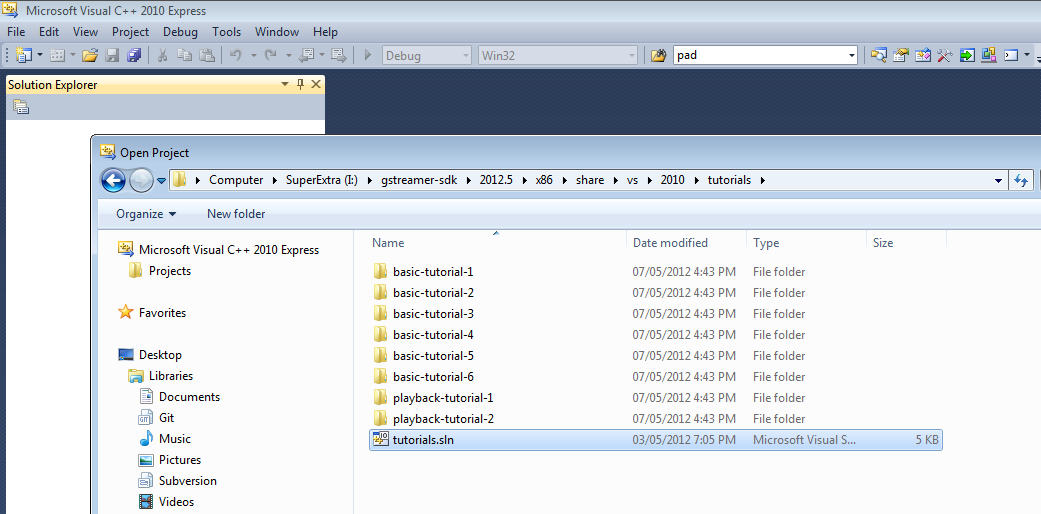 Microsoft Visual C++ 2010 Express
File Edit View Project Debug Tools Window Help
Debug Win32 pad
Solution Explorer
Open Project
Computer SuperExtra (I:) gstreamer-sdk 2012.5 x86 share vs 2010 tutorials
Organize New folder
Microsoft Visual C++ 2010 Express
Projects
Favorites
Desktop
Libraries
Documents
Git
Music
Pictures
Subversion
Videos
Name Date modified Type Size
basic-tutorial-1 07/05/2012 4:43 PM File folder
basic-tutorial-2 07/05/2012 4:43 PM File folder
basic-tutorial-3 07/05/2012 4:43 PM File folder
basic-tutorial-4 07/05/2012 4:43 PM File folder
basic-tutorial-5 07/05/2012 4:43 PM File folder
basic-tutorial-6 07/05/2012 4:43 PM File folder
playback-tutorial-1 07/05/2012 4:43 PM File folder
playback-tutorial-2 07/05/2012 4:43 PM File folder
tutorials.sln 03/05/2012 7:05 PM Microsoft Visual S... 5 KB